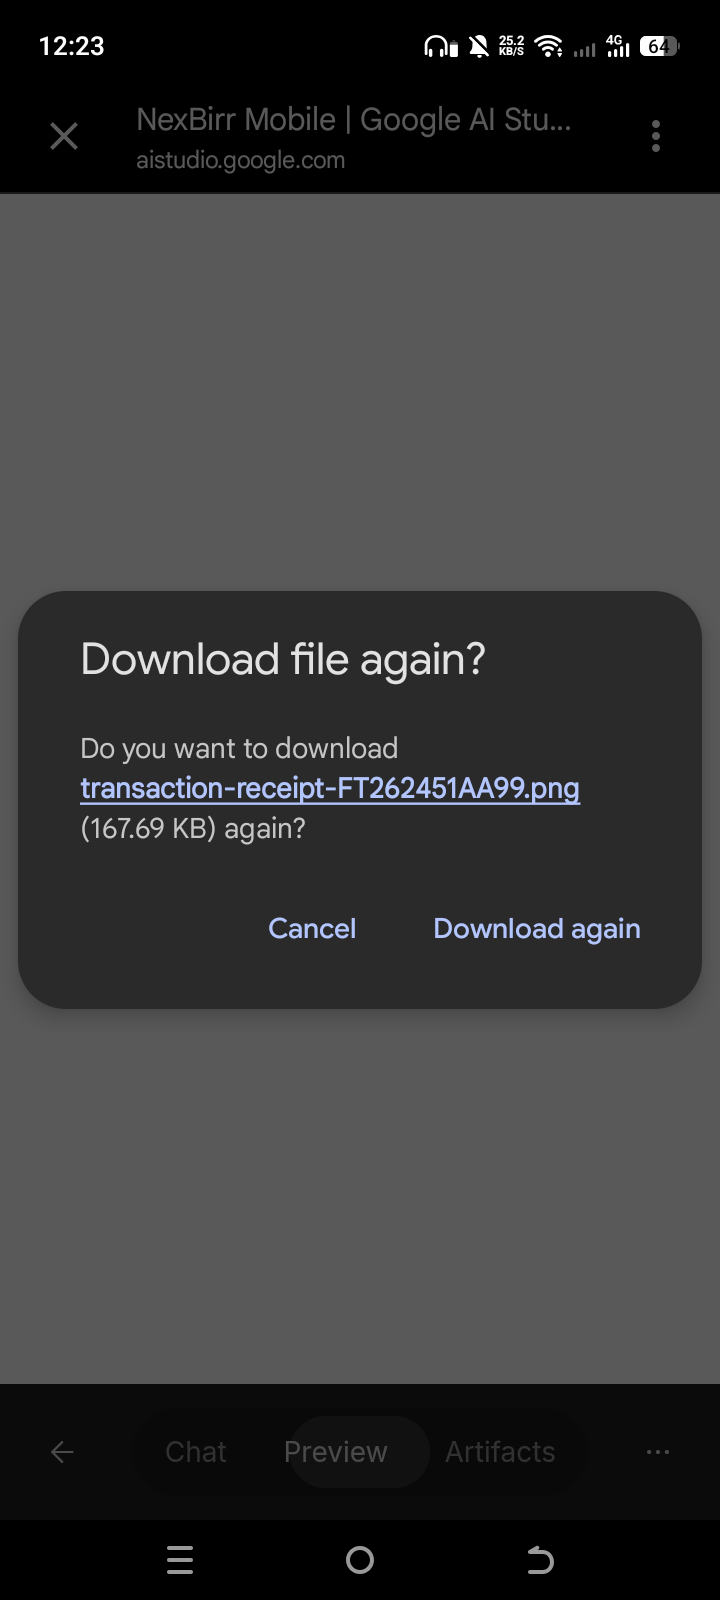 12:23
25.2
KB/S
4G
64
NexBirr Mobile | Google AI Stu...
aistudio.google.com
Download file again?
Do you want to download
transaction-receipt-FT262451AA99.png
(167.69 KB) again?
Cancel
Download again
Chat
Preview
Artifacts